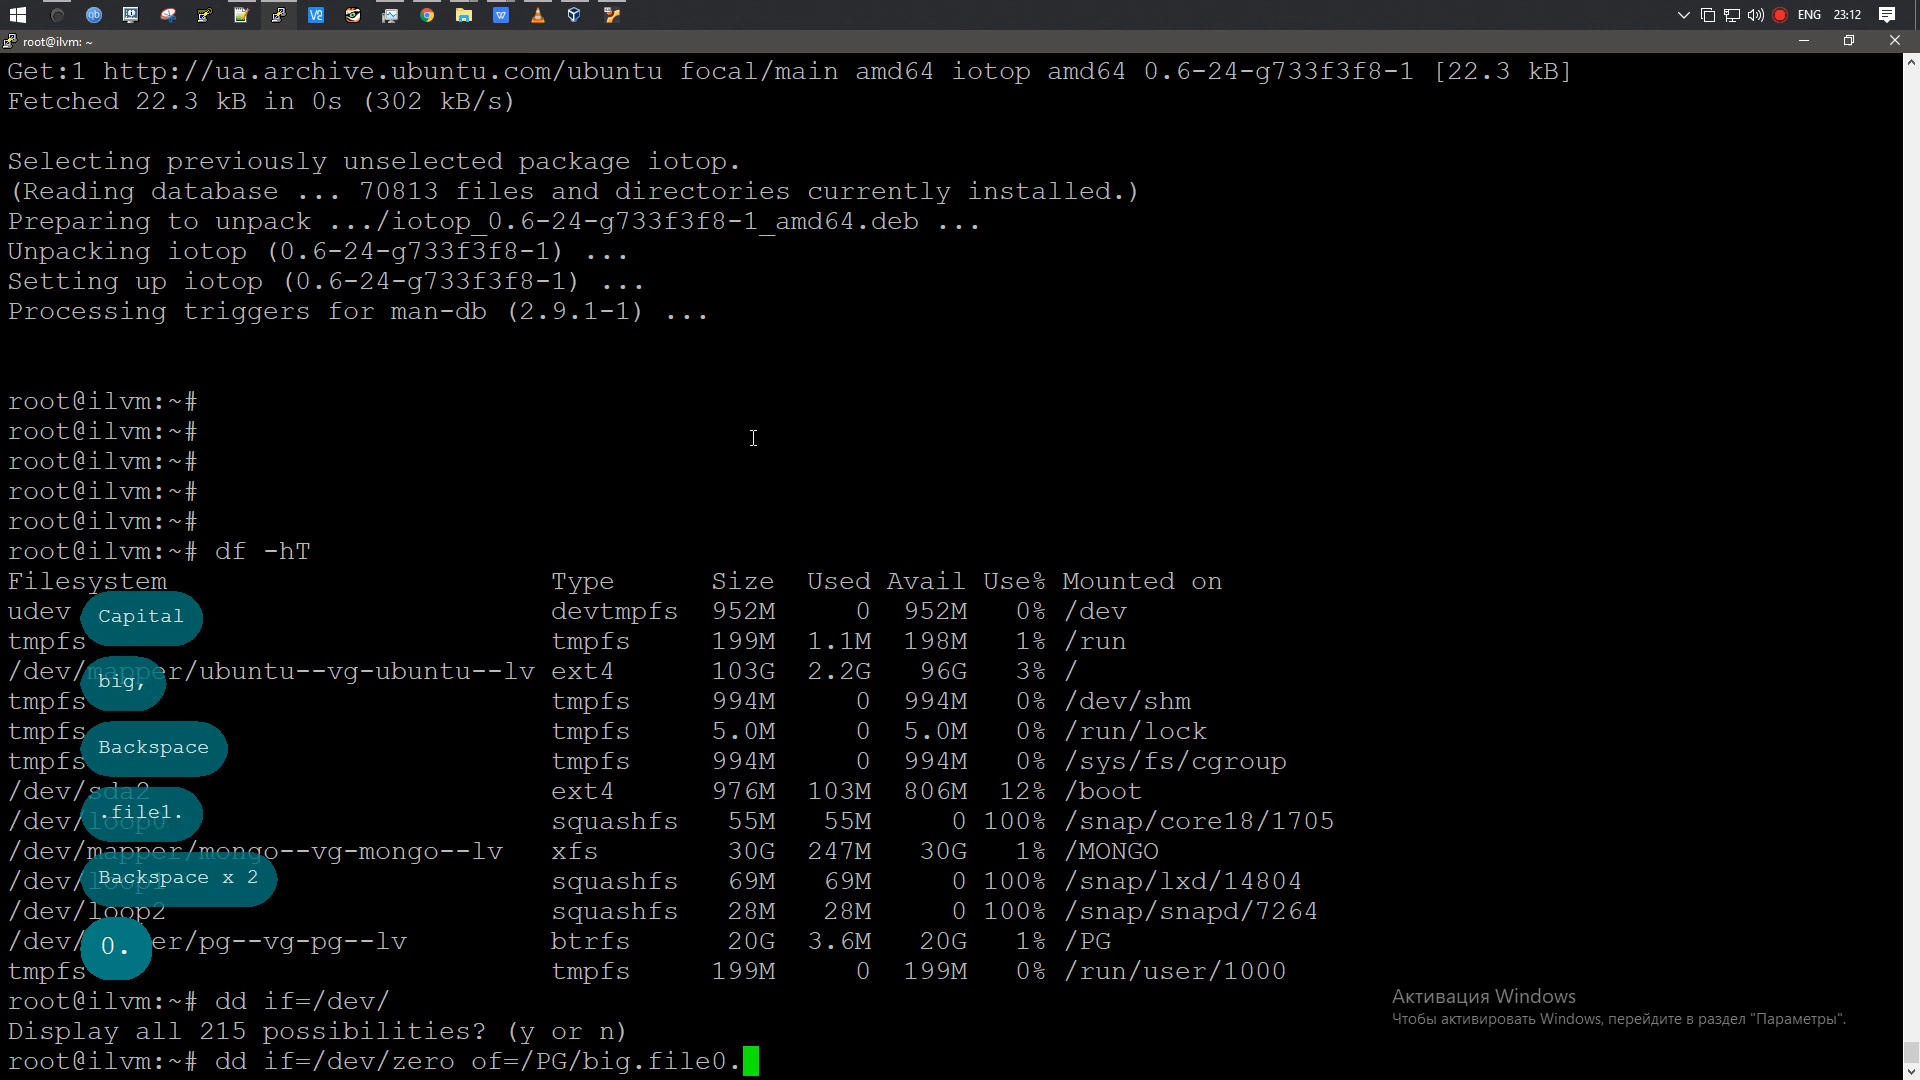 ENG 23:12
root@ilvm: ~
Get:1 http://ua.archive.ubuntu.com/ubuntu focal/main amd64 iotop amd64 0.6-24-g733f3f8-1 [22.3 kB]
Fetched 22.3 kB in 0s (302 kB/s)
Selecting previously unselected package iotop.
(Reading database ... 70813 files and directories currently installed.)
Preparing to unpack .../iotop_0.6-24-g733f3f8-1_amd64.deb ...
Unpacking iotop (0.6-24-g733f3f8-1) ...
Setting up iotop (0.6-24-g733f3f8-1) ...
Processing triggers for man-db (2.9.1-1) ...
root@ilvm:~#
root@ilvm:~#
root@ilvm:~#
root@ilvm:~#
root@ilvm:~#
root@ilvm:~# df -hT
Filesystem Type Size Used Avail Use% Mounted on
udev devtmpfs 952M 0 952M 0% /dev
Capital
tmpfs tmpfs 199M 1.1M 198M 1% /run
/dev/mapper/ubuntu--vg-ubuntu--lv ext4 103G 2.2G 96G 3% /
big,
tmpfs tmpfs 994M 0 994M 0% /dev/shm
tmpfs tmpfs 5.0M 0 5.0M 0% /run/lock
Backspace
tmpfs tmpfs 994M 0 994M 0% /sys/fs/cgroup
/dev/sda2 ext4 976M 103M 806M 12% /boot
.file1.
/dev/loop0 squashfs 55M 55M 0 100% /snap/core18/1705
/dev/mapper/mongo--vg-mongo--lv xfs 30G 247M 30G 1% /MONGO
Backspace x 2
/dev/loop1 squashfs 69M 69M 0 100% /snap/lxd/14804
/dev/loop2 squashfs 28M 28M 0 100% /snap/snapd/7264
0.
/dev/mapper/pg--vg-pg--lv btrfs 20G 3.6M 20G 1% /PG
tmpfs tmpfs 199M 0 199M 0% /run/user/1000
root@ilvm:~# dd if=/dev/
Display all 215 possibilities? (y or n)
root@ilvm:~# dd if=/dev/zero of=/PG/big.file0.
Активация Windows
Чтобы активировать Windows, перейдите в раздел "Параметры".